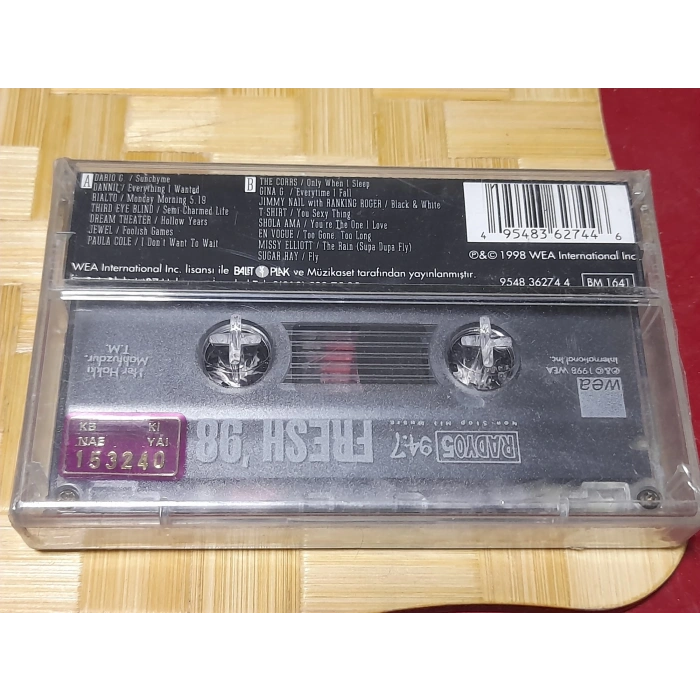 A
DARIO G. / Sunchyme
DANNII / Everything I Wanted
RIALTO / Monday Morning 5.19
THIRD EYE BLIND / Semi Charmed Life
DREAM THEATER / Hollow Years
JEWEL / Foolish Games
PAULA COLE / I Don't Want To Wait
B
THE CORRS / Only When I Sleep
GINA G / Everytime I Fall
JIMMY NAIL with RANKING ROGER / Black & White
T-SHIRT / You Sexy Thing
SHOLA AMA / You're The One I Love
EN VOGUE / Too Gone, Too Long
MISSY ELLIOTT / The Rain (Supa Dupa Fly)
SUGAR RAY / Fly
4 95483 62744 6
℗&© 1998 WEA International Inc
WEA International Inc. lisansı ile BALET PLAK ve Müzikaset tarafından yayınlanmıştır.
9548 36274 4 BM 1641
Her Hakkı
Mahfuzdur.
T.M.
wea
℗&© 1998 WEA
International Inc.
RADYO5 94.7
Non-Stop Hit Music
FRESH '98
KB Kİ
NAE YAI
153240